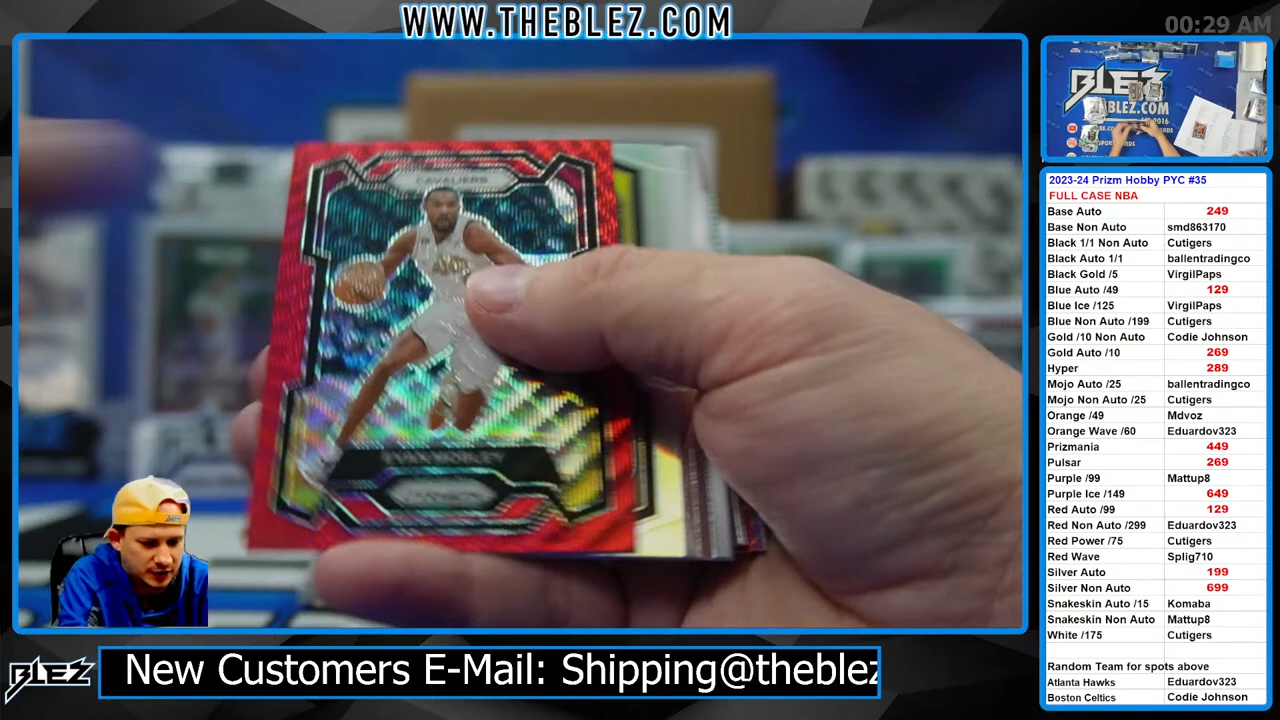 WWW.THEBLEZ.COM
00:29 AM
CAVALIERS
MOBLEY
BLEZ
.COM
2023-24 Prizm Hobby PYC #35
FULL CASE NBA
Base Auto 249
Base Non Auto smd863170
Black 1/1 Non Auto Cutigers
Black Auto 1/1 ballentradingco
Black Gold /5 VirgilPaps
Blue Auto /49 129
Blue Ice /125 VirgilPaps
Blue Non Auto /199 Cutigers
Gold /10 Non Auto Codie Johnson
Gold Auto /10 269
Hyper 289
Mojo Auto /25 ballentradingco
Mojo Non Auto /25 Cutigers
Orange /49 Mdvoz
Orange Wave /60 Eduardov323
Prizmania 449
Pulsar 269
Purple /99 Mattup8
Purple Ice /149 649
Red Auto /99 129
Red Non Auto /299 Eduardov323
Red Power /75 Cutigers
Red Wave Splig710
Silver Auto 199
Silver Non Auto 699
Snakeskin Auto /15 Komaba
Snakeskin Non Auto Mattup8
White /175 Cutigers
Random Team for spots above
Atlanta Hawks Eduardov323
Boston Celtics Codie Johnson
BLEZ
New Customers E-Mail: Shipping@theblez